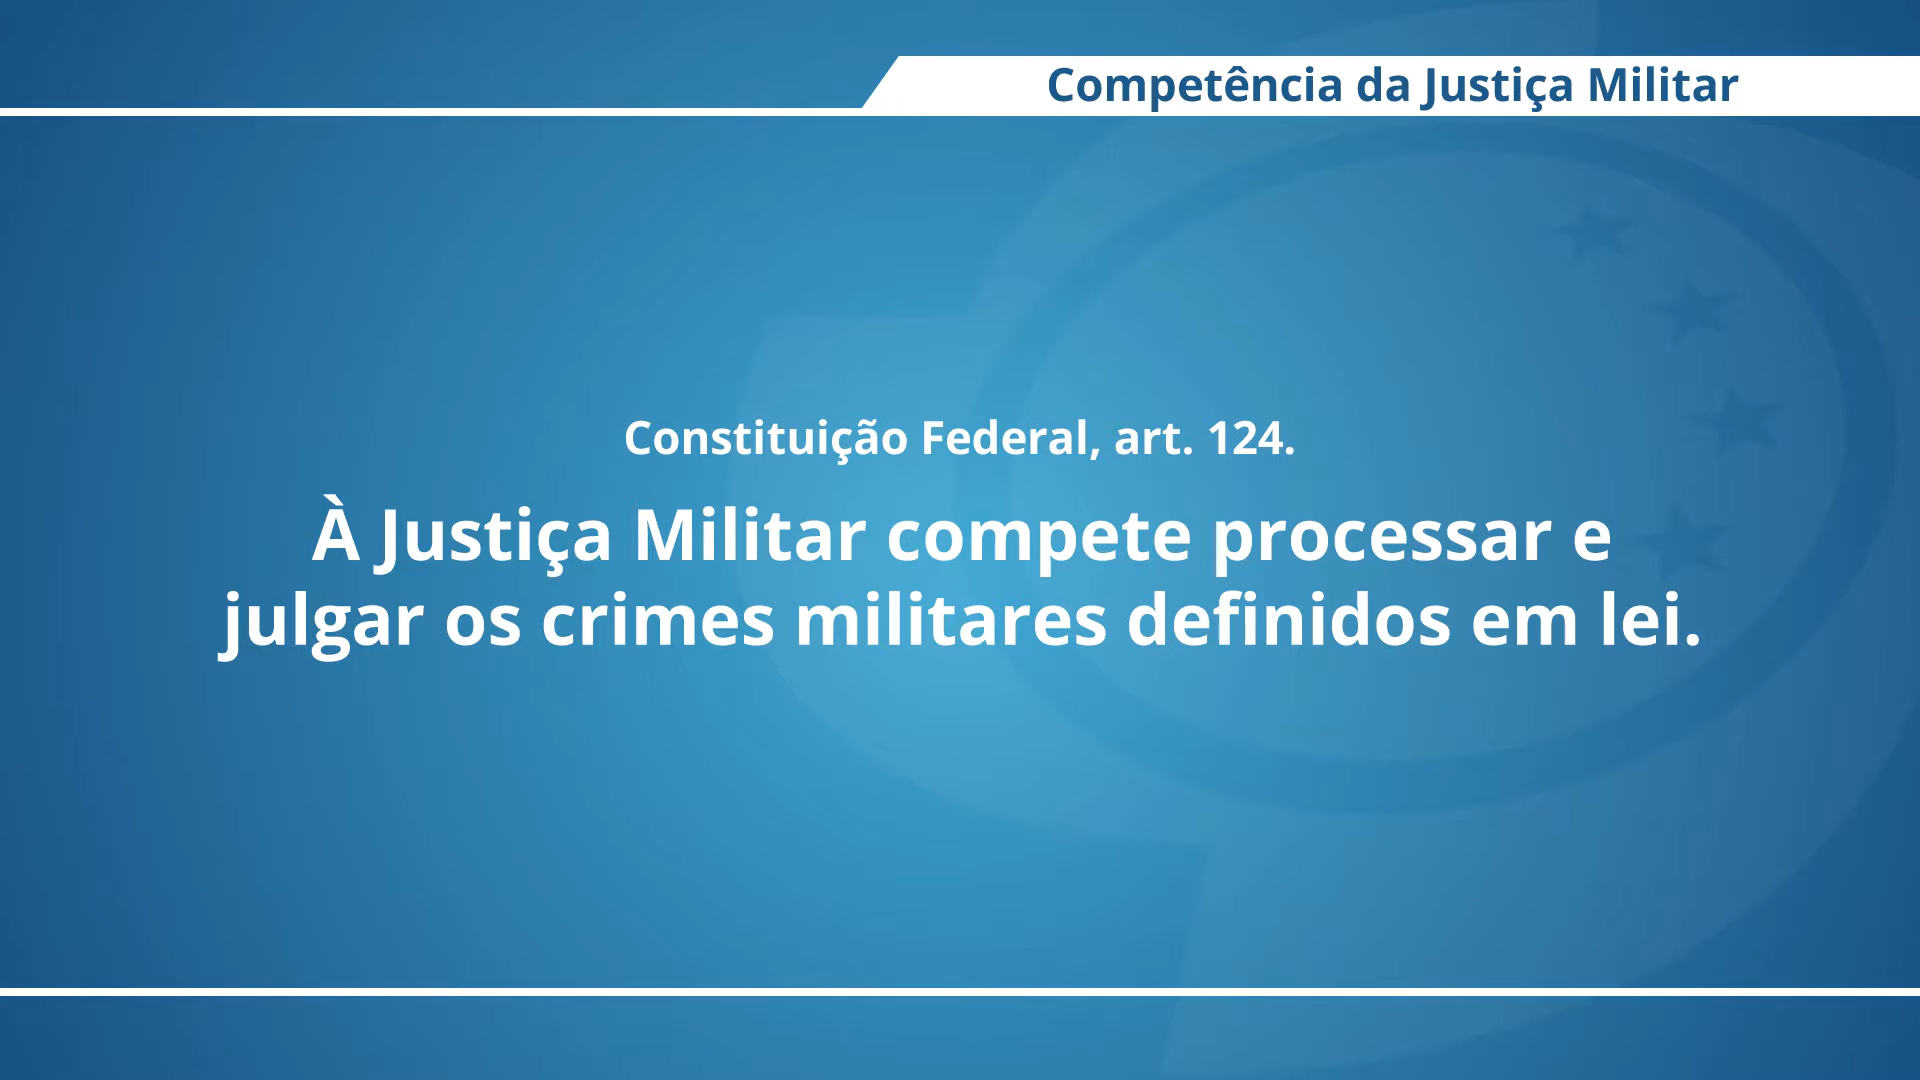 Competência da Justiça Militar
Constituição Federal, art. 124.
À Justiça Militar compete processar e
julgar os crimes militares definidos em lei.